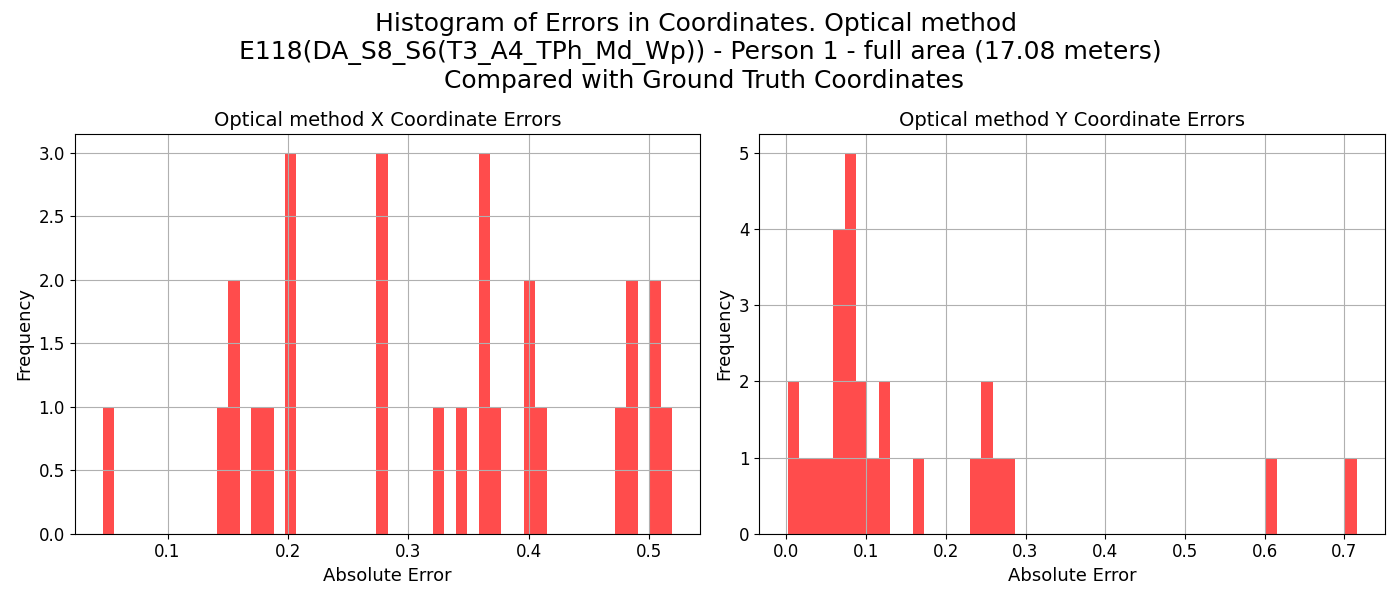 Histogram of Errors in Coordinates. Optical method
E118(DA_S8_S6(T3_A4_TPh_Md_Wp)) - Person 1 - full area (17.08 meters)
Compared with Ground Truth Coordinates
Optical method X Coordinate Errors
3.0
2.5
2.0
1.5
1.0
0.5
0.0
Frequency
0.1 0.2 0.3 0.4 0.5
Absolute Error
Optical method Y Coordinate Errors
5
4
3
2
1
0
Frequency
0.0 0.1 0.2 0.3 0.4 0.5 0.6 0.7
Absolute Error